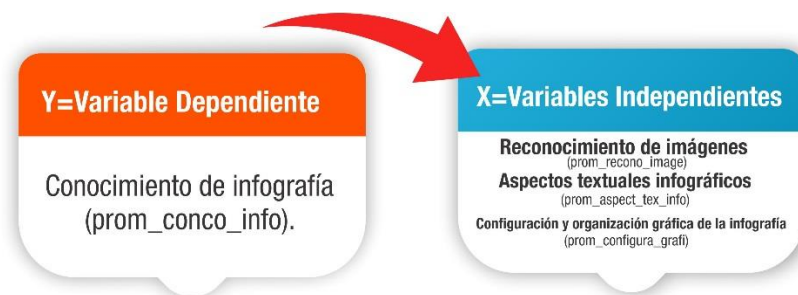 Y=Variable Dependiente
Conocimiento de infografía
(prom_conco_info).
X=Variables Independientes
Reconocimiento de imágenes
(prom_recono_image)
Aspectos textuales infográficos
(prom_aspect_tex_info)
Configuración y organización gráfica de la infografía
(prom_configura_grafi)